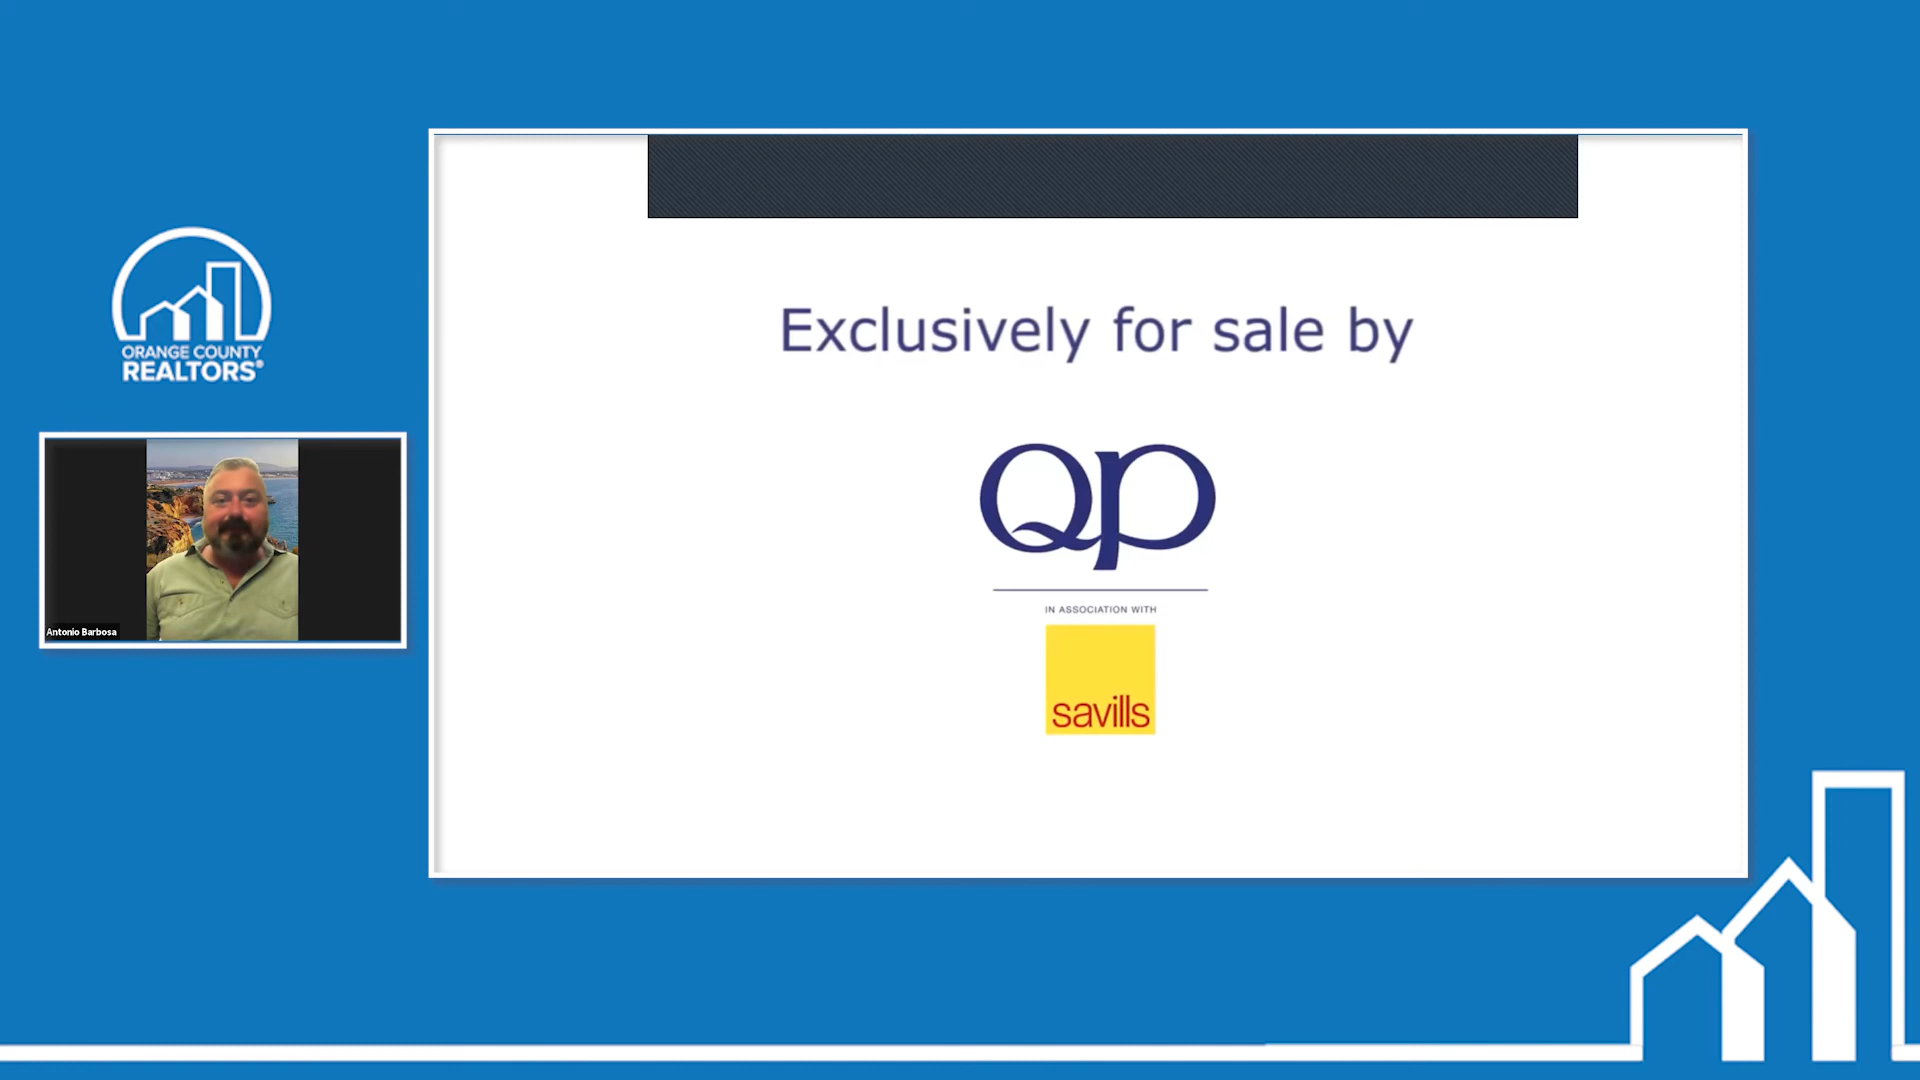 ORANGE COUNTY
REALTORS®
Antonio Barbosa
Exclusively for sale by
QP
IN ASSOCIATION WITH
savills